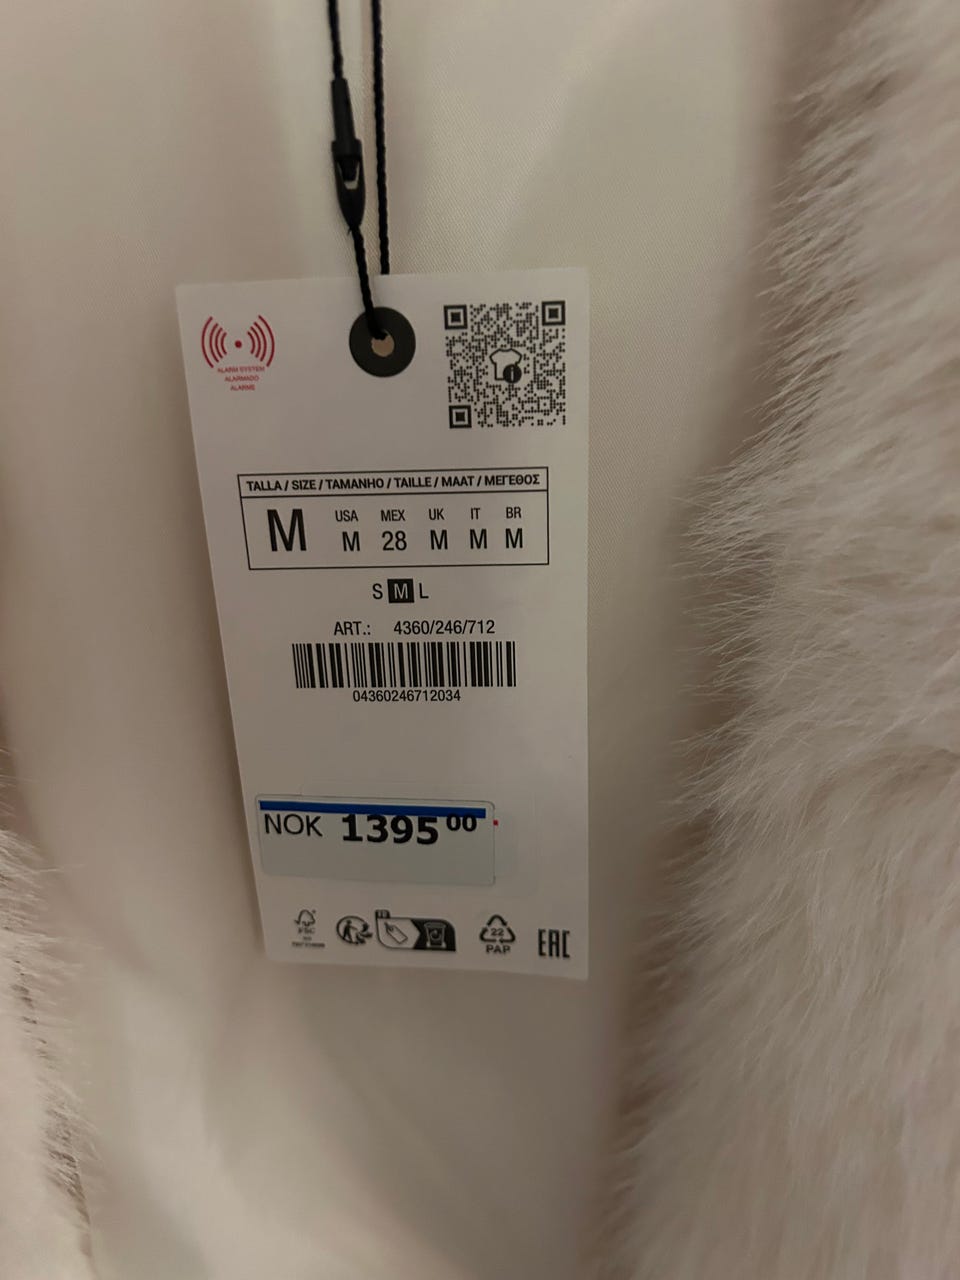 ALARM SYSTEM
ALARMADO
ALARME
TALLA / SIZE / TAMANHO / TAILLE / MAAT / ΜΕΓΕΘΟΣ
M
USA MEX UK IT BR
M 28 M M M
S M L
ART.: 4360/246/712
04360246712034
NOK 1395 00
FSC
22
PAP
EAC